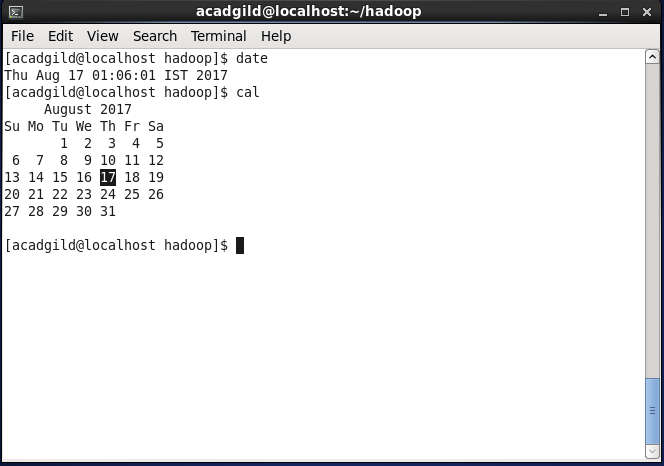 acadgild@localhost:~/hadoop
File Edit View Search Terminal Help
[acadgild@localhost hadoop]$ date
Thu Aug 17 01:06:01 IST 2017
[acadgild@localhost hadoop]$ cal
     August 2017
Su Mo Tu We Th Fr Sa
       1  2  3  4  5
 6  7  8  9 10 11 12
13 14 15 16 17 18 19
20 21 22 23 24 25 26
27 28 29 30 31
[acadgild@localhost hadoop]$